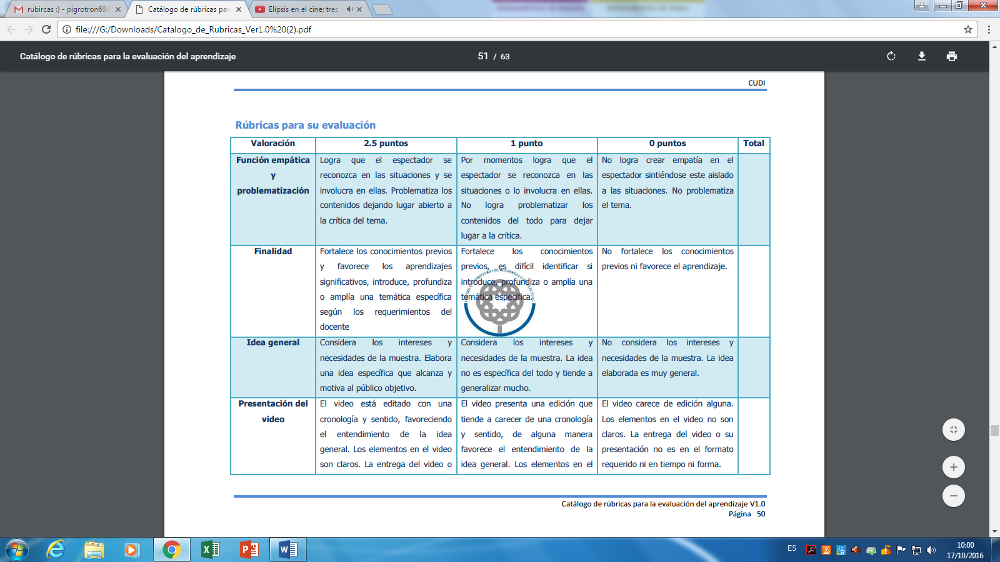 rubircas :) - pigrotron69@
Catálogo de rúbricas par
Elipsis en el cine: tres
file:///G:/Downloads/Catalogo_de_Rubricas_Ver1.0%20(2).pdf
Catálogo de rúbricas para la evaluación del aprendizaje
51 / 63
CUDI
Rúbricas para su evaluación
Valoración
2.5 puntos
1 punto
0 puntos
Total
Función empática
y
problematización
Logra que el espectador se
reconozca en las situaciones y se
involucra en ellas. Problematiza los
contenidos dejando lugar abierto a
la crítica del tema.
Por momentos logra que el
espectador se reconozca en las
situaciones o lo involucra en ellas.
No logra problematizar los
contenidos del todo para dejar
lugar a la crítica.
No logra crear empatía en el
espectador sintiéndose este aislado
a las situaciones. No problematiza
el tema.
Finalidad
Fortalece los conocimientos previos
y favorece los aprendizajes
significativos, introduce, profundiza
o amplía una temática específica
según los requerimientos del
docente
Fortalece los conocimientos
previos, es difícil identificar si
introduce, profundiza o amplía una
temática específica.
No fortalece los conocimientos
previos ni favorece el aprendizaje.
Idea general
Considera los intereses y
necesidades de la muestra. Elabora
una idea específica que alcanza y
motiva al público objetivo.
Considera los intereses y
necesidades de la muestra. La idea
no es específica del todo y tiende a
generalizar mucho.
No considera los intereses y
necesidades de la muestra. La idea
elaborada es muy general.
Presentación del
video
El video está editado con una
cronología y sentido, favoreciendo
el entendimiento de la idea
general. Los elementos en el video
son claros. La entrega del video o
El video presenta una edición que
tiende a carecer de una cronología
y sentido, de alguna manera
favorece el entendimiento de la
idea general. Los elementos en el
El video carece de edición alguna.
Los elementos en el video no son
claros. La entrega del video o su
presentación no es en el formato
requerido ni en tiempo ni forma.
Catálogo de rúbricas para la evaluación del aprendizaje V1.0
Página 50
ES
10:00
17/10/2016